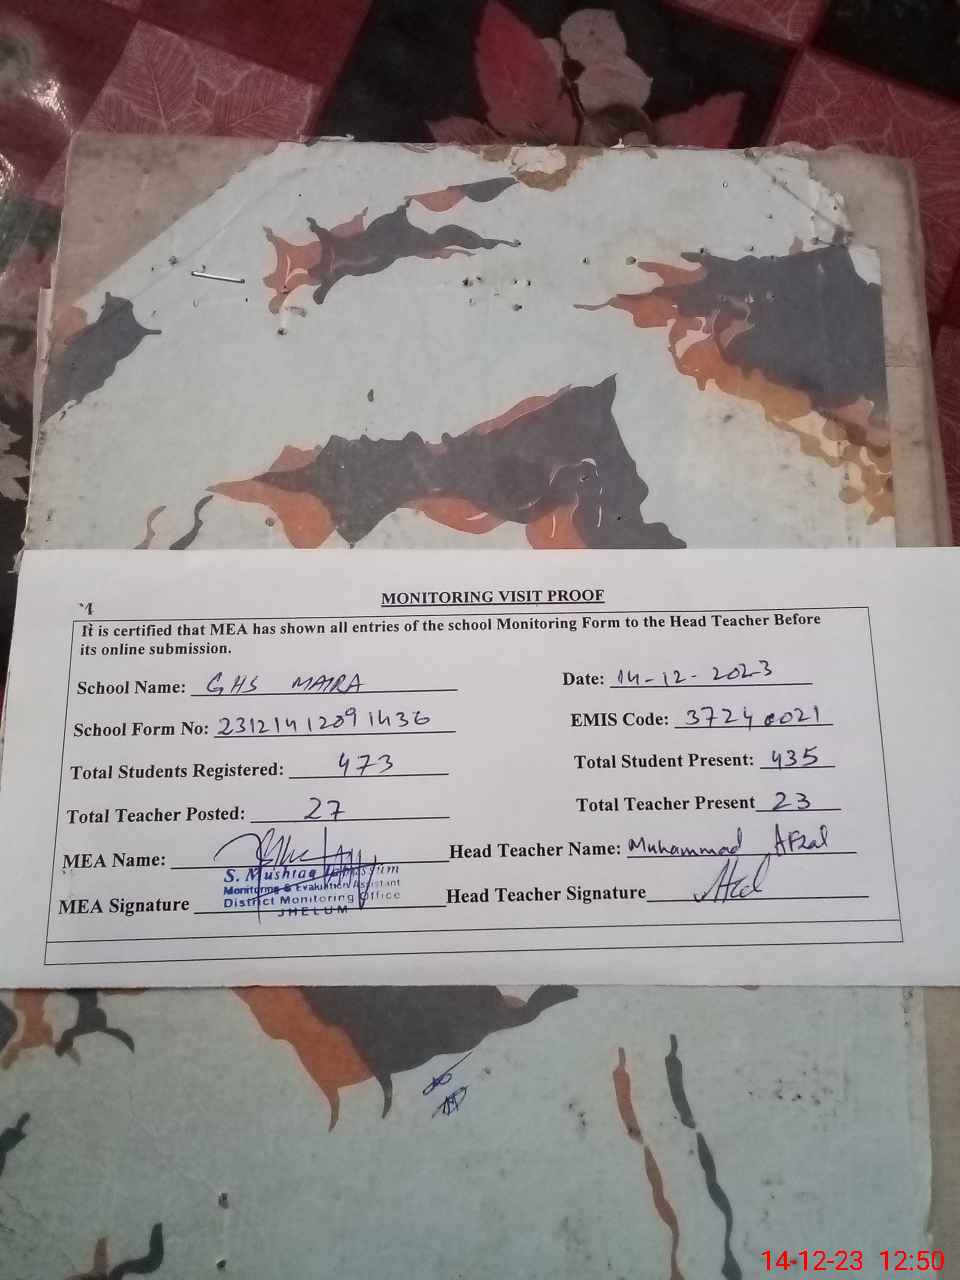 MONITORING VISIT PROOF
It is certified that MEA has shown all entries of the school Monitoring Form to the Head Teacher Before
its online submission.
School Name: GHS MAIRA Date: 14-12-2023
School Form No: 23121412091436 EMIS Code: 37240021
Total Students Registered: 473 Total Student Present: 435
Total Teacher Posted: 27 Total Teacher Present 23
MEA Name: Head Teacher Name: Muhammad Afzal
S. Mushtaq
Monitoring & Evaluation Assistant
MEA Signature Head Teacher Signature
District Monitoring Office
JHELUM
14-12-23 12:50